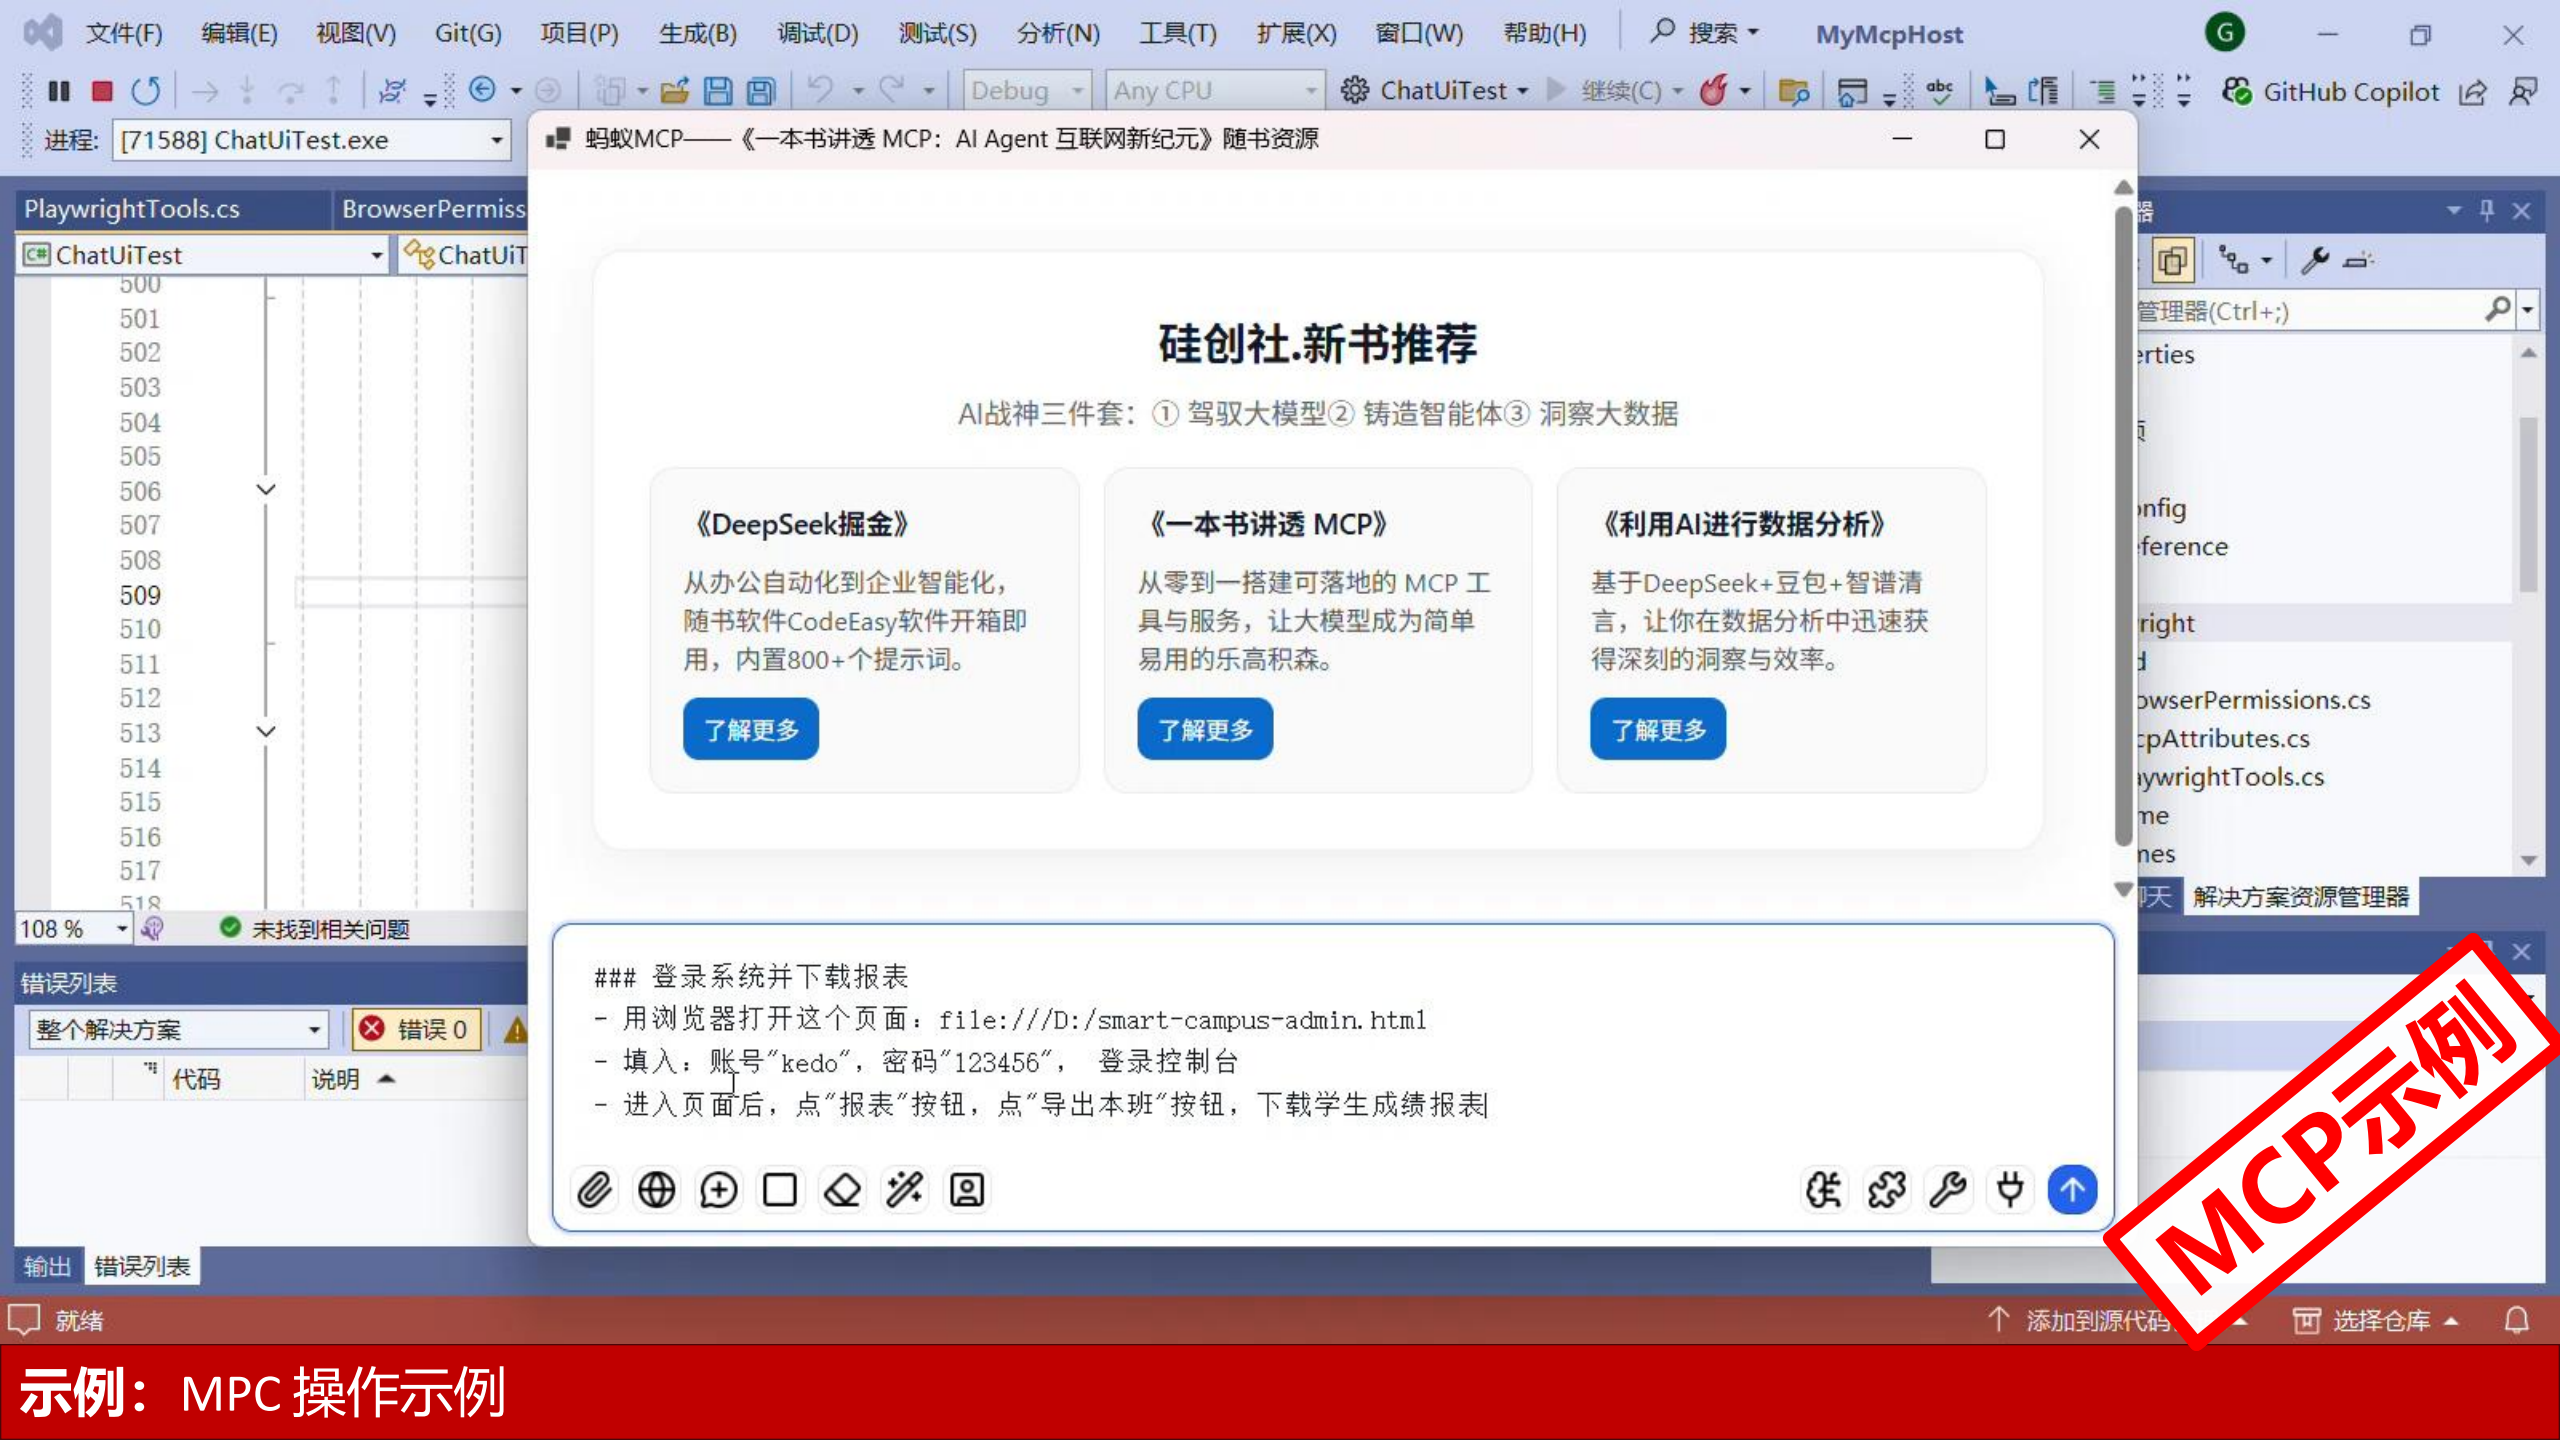 文件(F) 编辑(E) 视图(V) Git(G) 项目(P) 生成(B) 调试(D) 测试(S) 分析(N) 工具(T) 扩展(X) 窗口(W) 帮助(H) 搜索 MyMcpHost G
Debug Any CPU ChatUiTest 继续(C) GitHub Copilot
进程: [71588] ChatUiTest.exe
蚂蚁MCP——《一本书讲透 MCP：AI Agent 互联网新纪元》随书资源
PlaywrightTools.cs BrowserPermiss 器
ChatUiTest ChatUiT
管理器(Ctrl+;)
500
501
502
503
504
505
506
507
508
509
510
511
512
513
514
515
516
517
518
硅创社.新书推荐
AI战神三件套：① 驾驭大模型② 铸造智能体③ 洞察大数据
《DeepSeek掘金》
从办公自动化到企业智能化，
随书软件CodeEasy软件开箱即
用，内置800+个提示词。
了解更多
《一本书讲透 MCP》
从零到一搭建可落地的 MCP 工
具与服务，让大模型成为简单
易用的乐高积森。
了解更多
《利用AI进行数据分析》
基于DeepSeek+豆包+智谱清
言，让你在数据分析中迅速获
得深刻的洞察与效率。
了解更多
erties
onfig
ference
right
owserPermissions.cs
cpAttributes.cs
aywrightTools.cs
me
nes
聊天 解决方案资源管理器
108 % 未找到相关问题
错误列表
整个解决方案 错误 0
代码 说明
### 登录系统并下载报表
- 用浏览器打开这个页面：file:///D:/smart-campus-admin.html
- 填入：账号"kedo"，密码"123456"， 登录控制台
- 进入页面后，点"报表"按钮，点"导出本班"按钮，下载学生成绩报表
输出 错误列表
就绪 添加到源代码 选择仓库
MCP示例
示例：MPC 操作示例